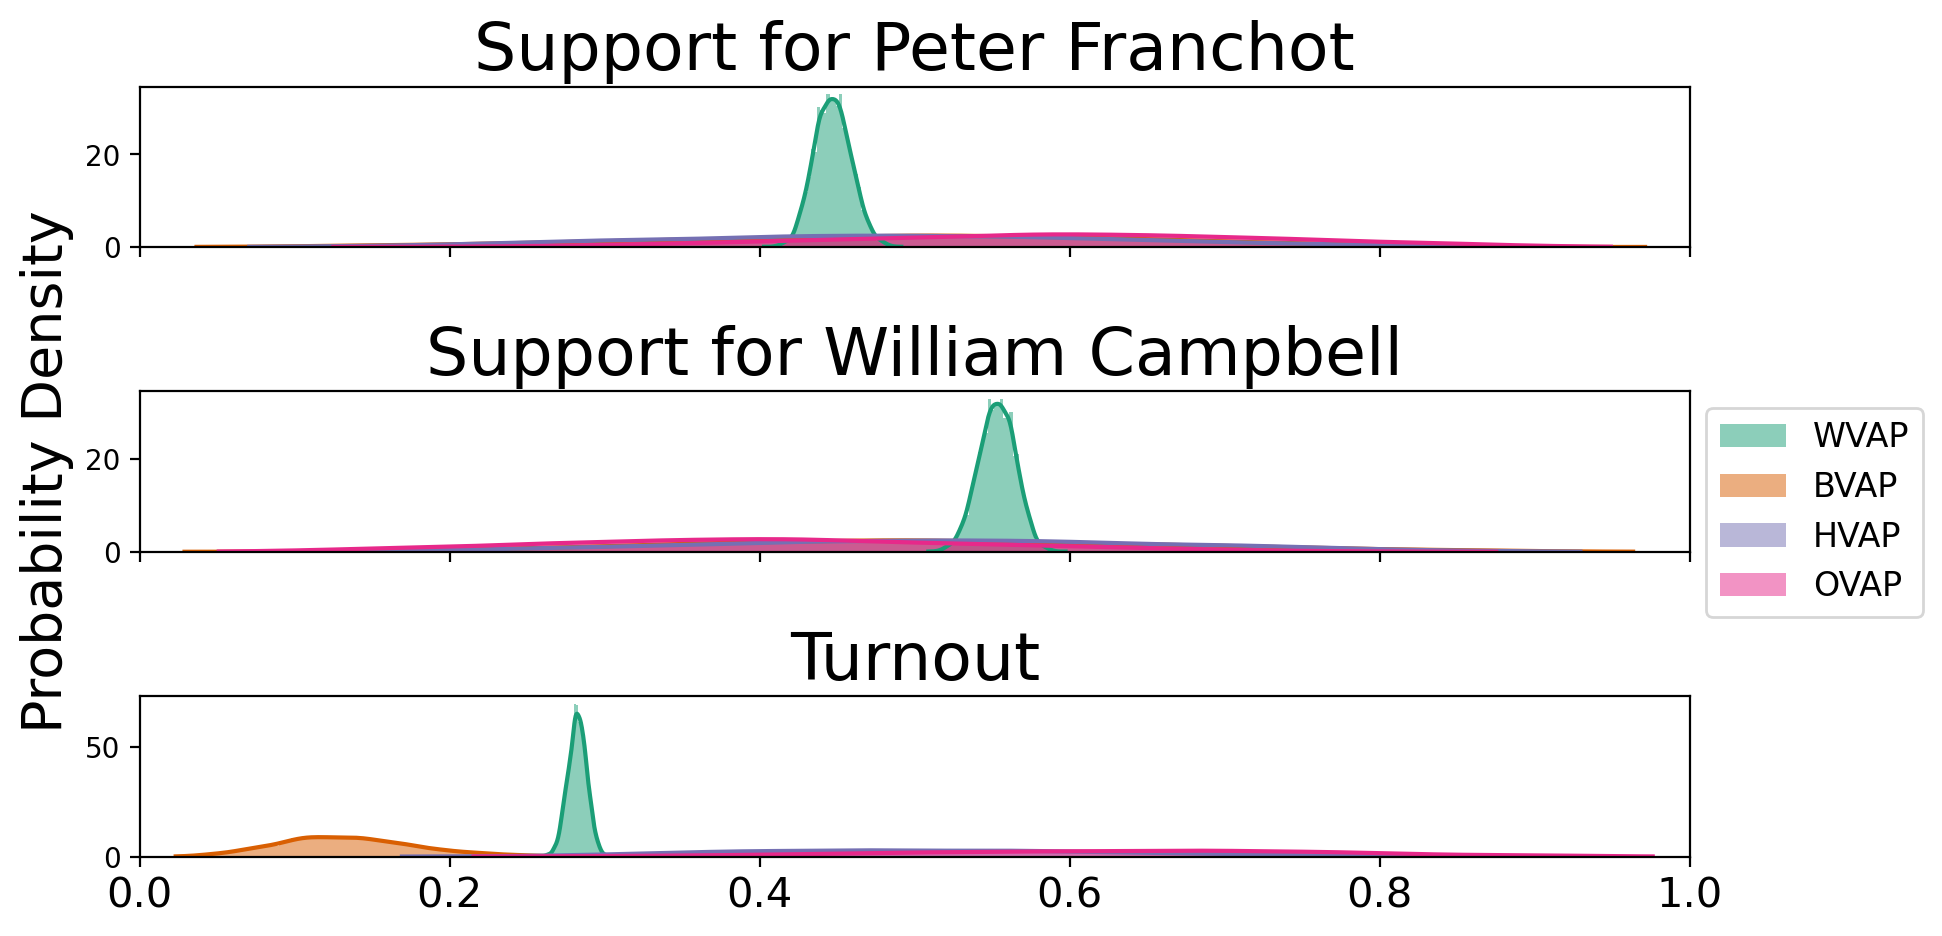 Support for Peter Franchot
20
0
Support for William Campbell
20
0
Probability Density
WVAP
BVAP
HVAP
OVAP
Turnout
50
0
0.0 0.2 0.4 0.6 0.8 1.0